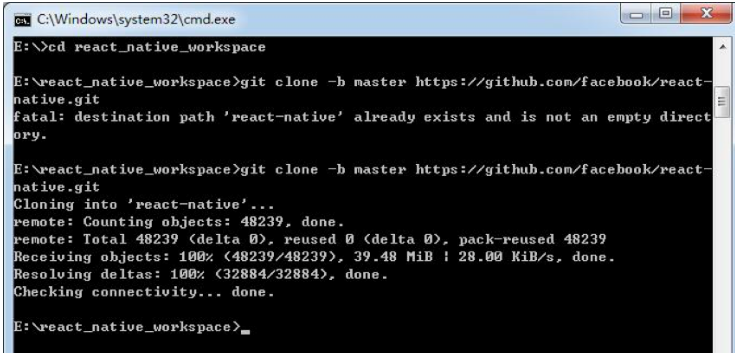 C:\Windows\system32\cmd.exe
E:\>cd react_native_workspace
E:\react_native_workspace>git clone -b master https://github.com/facebook/react-
native.git
fatal: destination path 'react-native' already exists and is not an empty direct
ory.
E:\react_native_workspace>git clone -b master https://github.com/facebook/react-
native.git
Cloning into 'react-native'...
remote: Counting objects: 48239, done.
remote: Total 48239 (delta 0), reused 0 (delta 0), pack-reused 48239
Receiving objects: 100% (48239/48239), 39.48 MiB ¦ 28.00 KiB/s, done.
Resolving deltas: 100% (32884/32884), done.
Checking connectivity... done.
E:\react_native_workspace>_